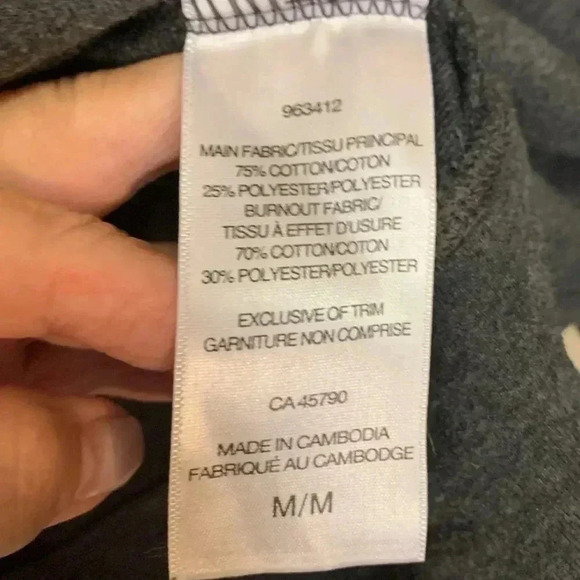 963412
MAIN FABRIC/TISSU PRINCIPAL
75% COTTON/COTON
25% POLYESTER/POLYESTER
BURNOUT FABRIC/
TISSU À EFFET D'USURE
70% COTTON/COTON
30% POLYESTER/POLYESTER
EXCLUSIVE OF TRIM
GARNITURE NON COMPRISE
CA 45790
MADE IN CAMBODIA
FABRIQUÉ AU CAMBODGE
M/M